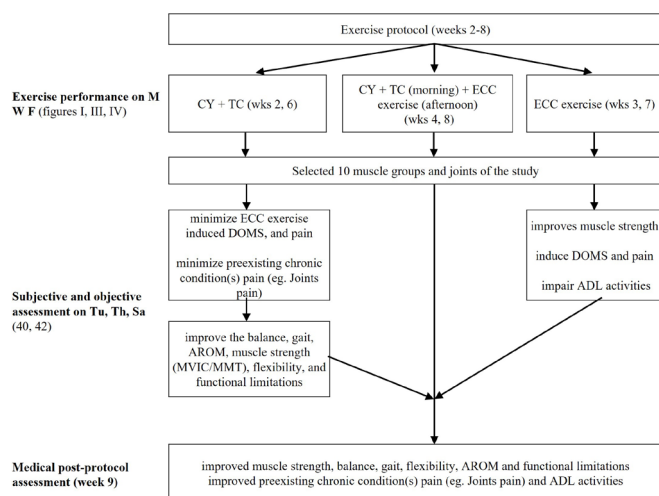 Exercise protocol (weeks 2-8)
Exercise performance on M
W F (figures I, III, IV)
CY + TC (wks 2, 6)
CY + TC (morning) + ECC
exercise (afternoon)
(wks 4, 8)
ECC exercise (wks 3, 7)
Selected 10 muscle groups and joints of the study
minimize ECC exercise
induced DOMS, and pain
minimize preexisting chronic
condition(s) pain (eg. Joints
pain)
improves muscle strength
induce DOMS and pain
impair ADL activities
Subjective and objective
assessment on Tu, Th, Sa
(40, 42)
improve the balance, gait,
AROM, muscle strength
(MVIC/MMT), flexibility, and
functional limitations
Medical post-protocol
assessment (week 9)
improved muscle strength, balance, gait, flexibility, AROM and functional limitations
improved preexisting chronic condition(s) pain (eg. Joints pain) and ADL activities